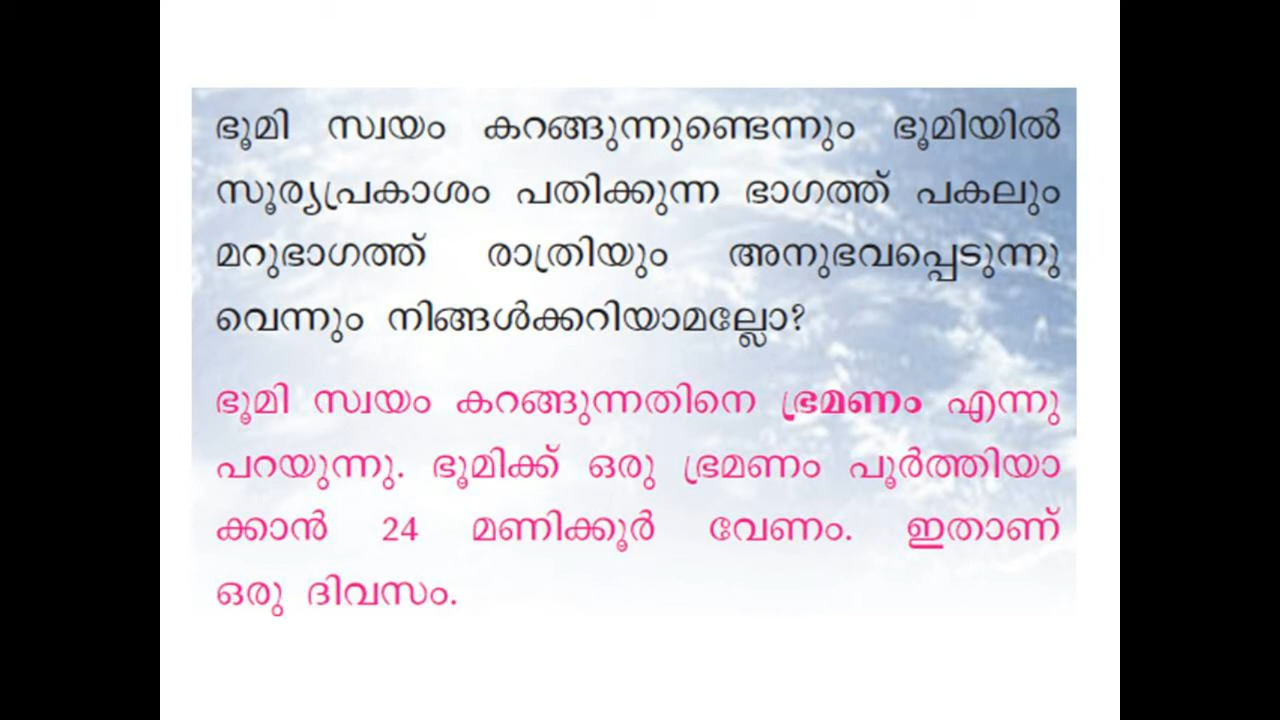 ഭൂമി സ്വയം കറങ്ങുന്നുണ്ടെന്നും ഭൂമിയിൽ
സൂര്യപ്രകാശം പതിക്കുന്ന ഭാഗത്ത് പകലും
മറുഭാഗത്ത് രാത്രിയും അനുഭവപ്പെടുന്നു
വെന്നും നിങ്ങൾക്കറിയാമല്ലോ?
ഭൂമി സ്വയം കറങ്ങുന്നതിനെ ഭ്രമണം എന്നു
പറയുന്നു. ഭൂമിക്ക് ഒരു ഭ്രമണം പൂർത്തിയാ
ക്കാൻ 24 മണിക്കൂർ വേണം. ഇതാണ്
ഒരു ദിവസം.